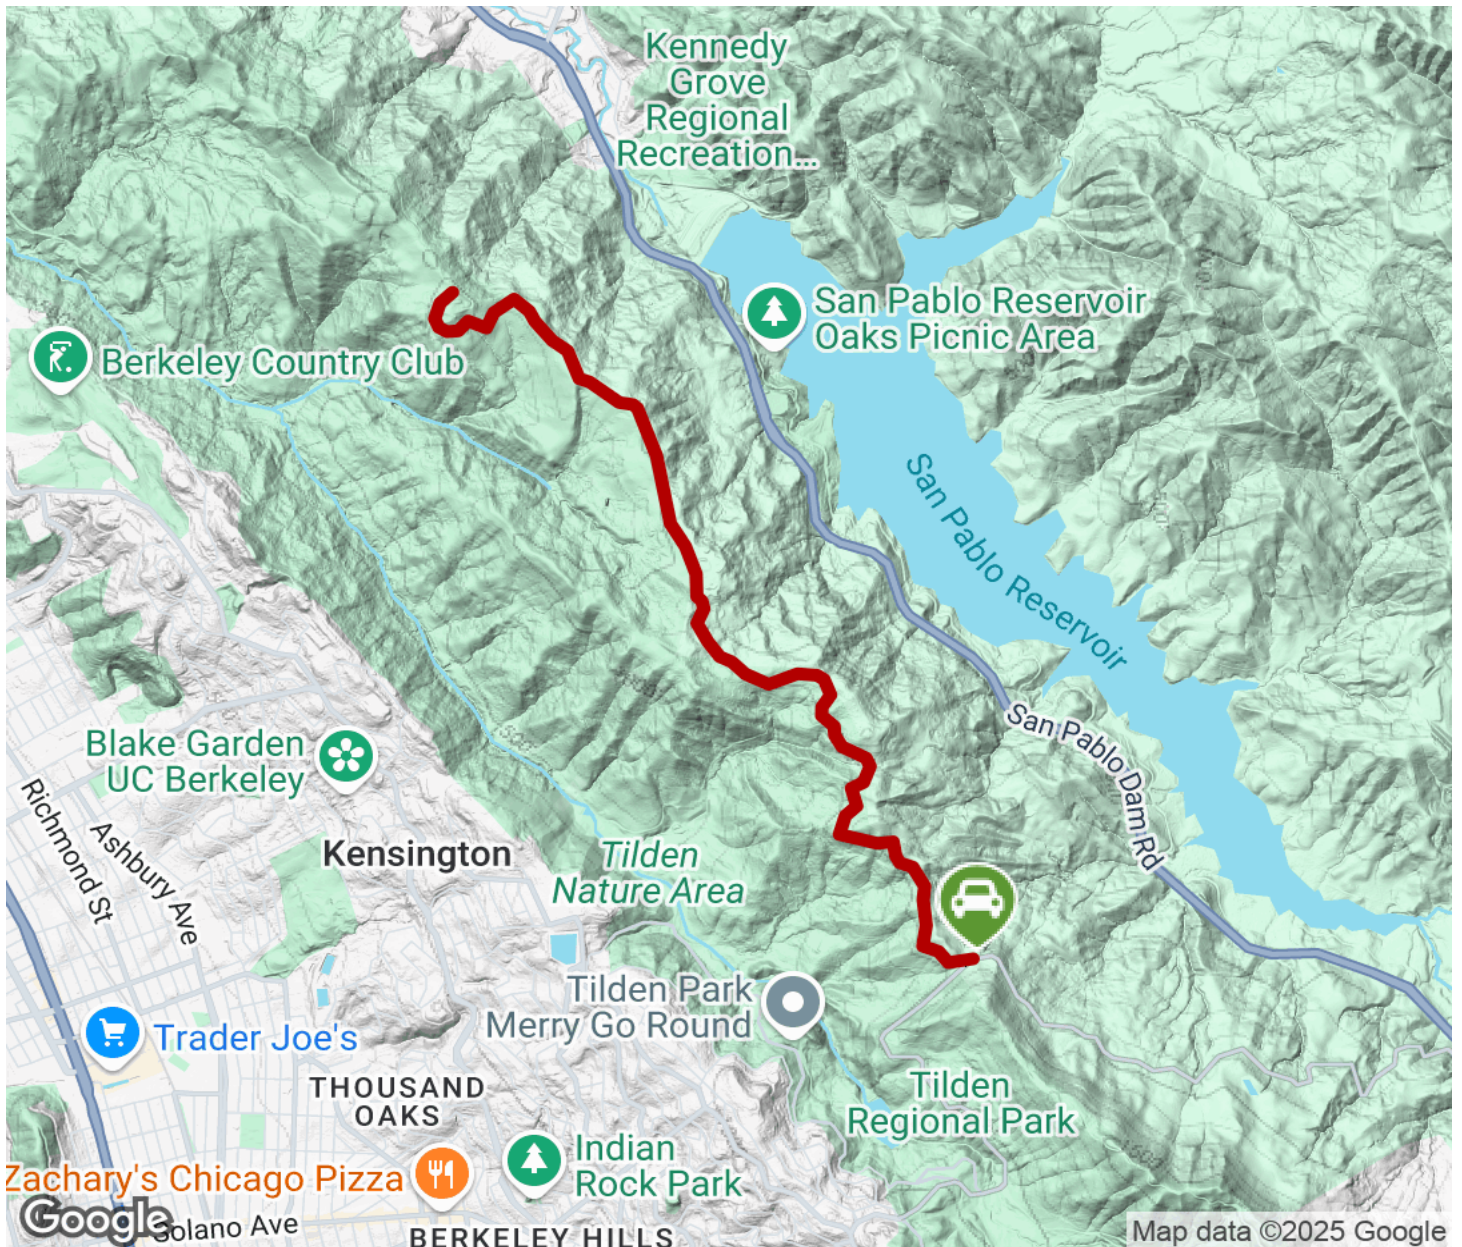 Kennedy
Grove
Regional
Recreation...
San Pablo Reservoir
Oaks Picnic Area
Berkeley Country Club
San Pablo Reservoir
San Pablo Dam Rd
Blake Garden
UC Berkeley
Richmond St
Ashbury Ave
Kensington
Tilden
Nature Area
Tilden Park
Merry Go Round
Trader Joe's
THOUSAND
OAKS
Tilden
Regional Park
Indian
Rock Park
Zachary's Chicago Pizza
Google
Solano Ave
BERKELEY HILLS
Map data ©2025 Google